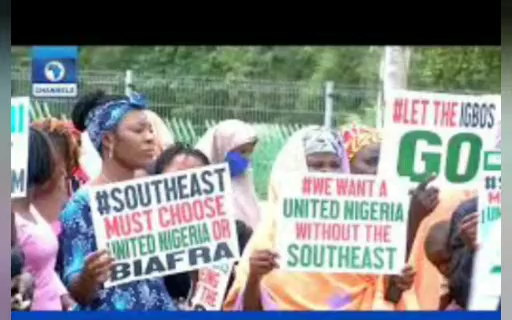 CHANNELS
#SOUTHEAST
MUST CHOOSE
UNITED NIGERIA OR
BIAFRA
#WE WANT A
UNITED NIGERIA
WITHOUT THE
SOUTHEAST
#LET THE IGBOS
GO-